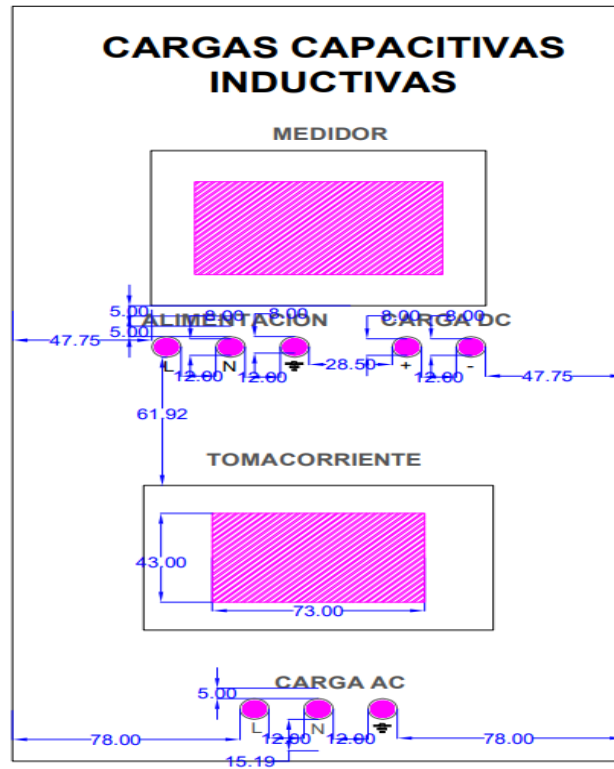 CARGAS CAPACITIVAS
INDUCTIVAS
MEDIDOR
5.00
8.00 8.00 8.00 8.00
ALIMENTACIÓN CARGA DC
5.00
47.75
L N + -
12.00 12.00 28.50 12.00 47.75
61.92
TOMACORRIENTE
43.00
73.00
CARGA AC
5.00
L N
78.00 12.00 12.00 78.00
15.19